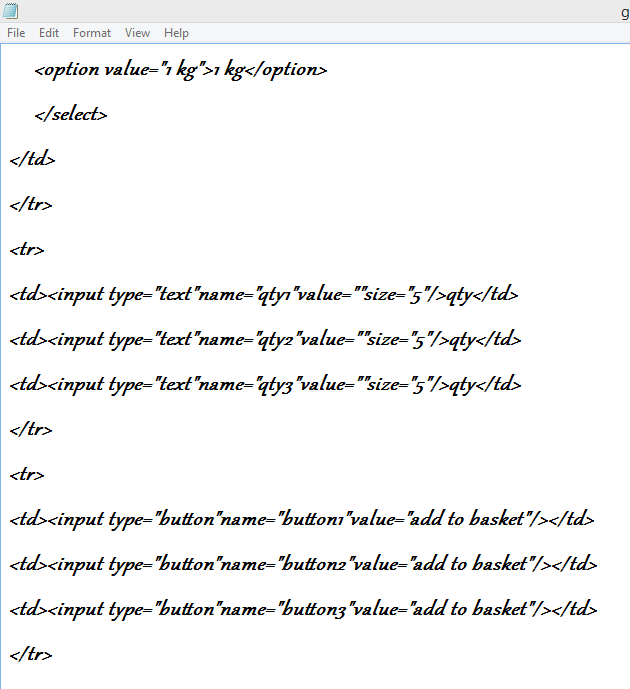 g
File Edit Format View Help
<option value="1 kg">1 kg</option>
</select>
</td>
</tr>
<tr>
<td><input type="text"name="qty1"value=""size="5"/>qty</td>
<td><input type="text"name="qty2"value=""size="5"/>qty</td>
<td><input type="text"name="qty3"value=""size="5"/>qty</td>
</tr>
<tr>
<td><input type="button"name="button1"value="add to basket"/></td>
<td><input type="button"name="button2"value="add to basket"/></td>
<td><input type="button"name="button3"value="add to basket"/></td>
</tr>